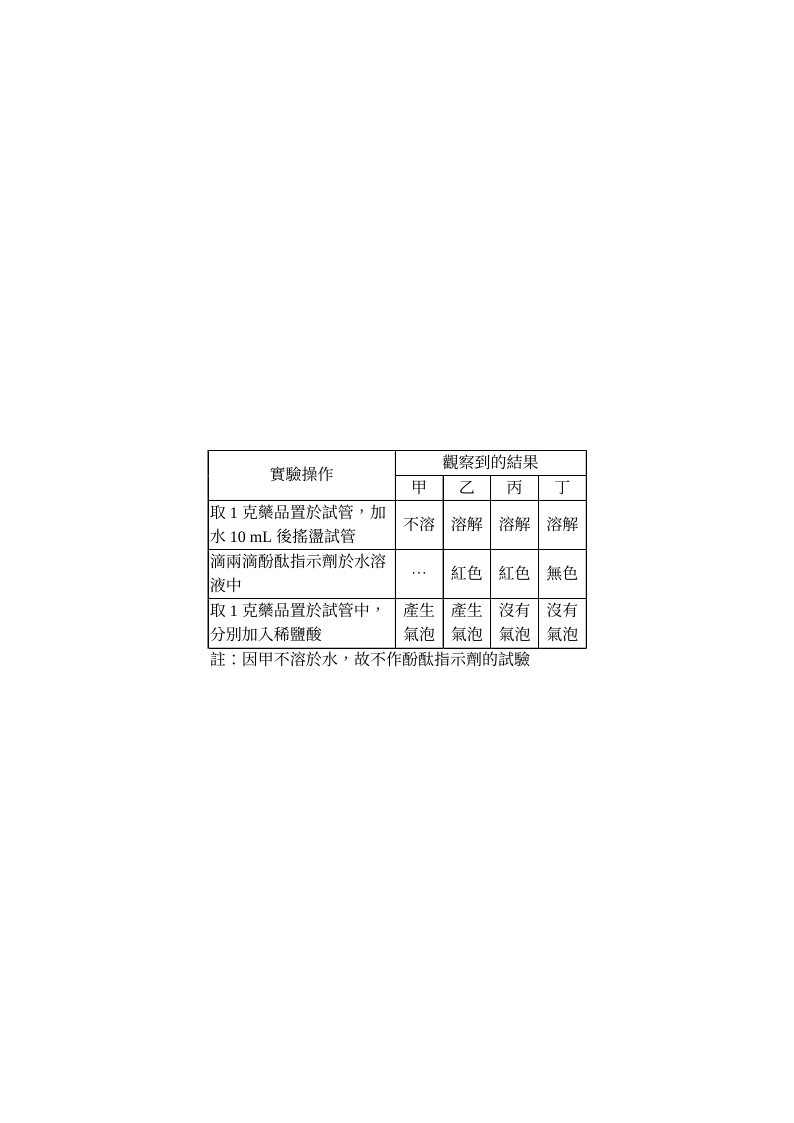 實驗操作
觀察到的結果
甲 乙 丙 丁
取 1 克藥品置於試管，加
水 10 mL 後搖盪試管
不溶 溶解 溶解 溶解
滴兩滴酚酞指示劑於水溶
液中
… 紅色 紅色 無色
取 1 克藥品置於試管中，
分別加入稀鹽酸
產生 產生 沒有 沒有
氣泡 氣泡 氣泡 氣泡
註：因甲不溶於水，故不作酚酞指示劑的試驗